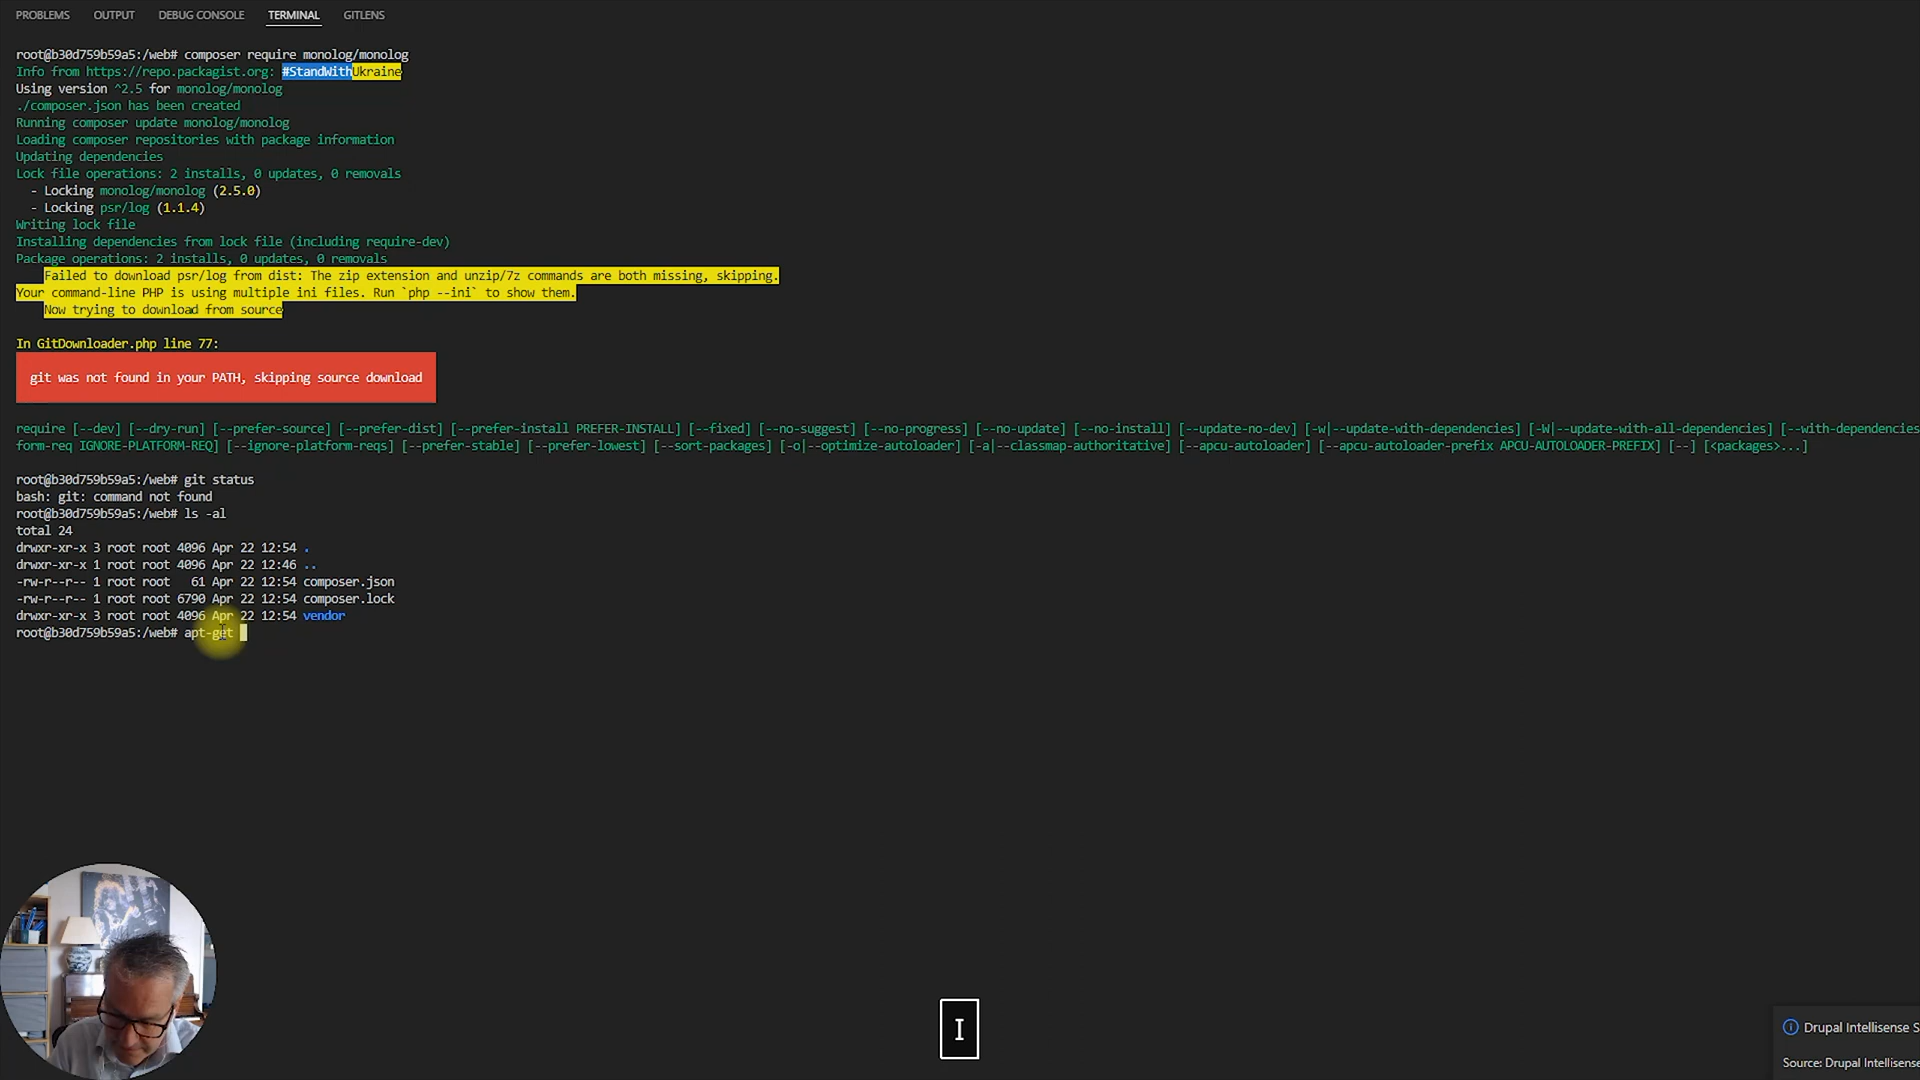 PROBLEMS OUTPUT DEBUG CONSOLE TERMINAL GITLENS
root@b30d759b59a5:/web# composer require monolog/monolog
Info from https://repo.packagist.org: #StandWithUkraine
Using version ^2.5 for monolog/monolog
./composer.json has been created
Running composer update monolog/monolog
Loading composer repositories with package information
Updating dependencies
Lock file operations: 2 installs, 0 updates, 0 removals
- Locking monolog/monolog (2.5.0)
- Locking psr/log (1.1.4)
Writing lock file
Installing dependencies from lock file (including require-dev)
Package operations: 2 installs, 0 updates, 0 removals
Failed to download psr/log from dist: The zip extension and unzip/7z commands are both missing, skipping.
Your command-line PHP is using multiple ini files. Run `php --ini` to show them.
Now trying to download from source
In GitDownloader.php line 77:
git was not found in your PATH, skipping source download
require [--dev] [--dry-run] [--prefer-source] [--prefer-dist] [--prefer-install PREFER-INSTALL] [--fixed] [--no-suggest] [--no-progress] [--no-update] [--no-install] [--update-no-dev] [-w|--update-with-dependencies] [-W|--update-with-all-dependencies] [--with-dependencies
form-req IGNORE-PLATFORM-REQ] [--ignore-platform-reqs] [--prefer-stable] [--prefer-lowest] [--sort-packages] [-o|--optimize-autoloader] [-a|--classmap-authoritative] [--apcu-autoloader] [--apcu-autoloader-prefix APCU-AUTOLOADER-PREFIX] [--] [<packages>...]
root@b30d759b59a5:/web# git status
bash: git: command not found
root@b30d759b59a5:/web# ls -al
total 24
drwxr-xr-x 3 root root 4096 Apr 22 12:54 .
drwxr-xr-x 1 root root 4096 Apr 22 12:46 ..
-rw-r--r-- 1 root root 61 Apr 22 12:54 composer.json
-rw-r--r-- 1 root root 6790 Apr 22 12:54 composer.lock
drwxr-xr-x 3 root root 4096 Apr 22 12:54 vendor
root@b30d759b59a5:/web# apt-get
I
Drupal Intellisense S
Source: Drupal Intellisense